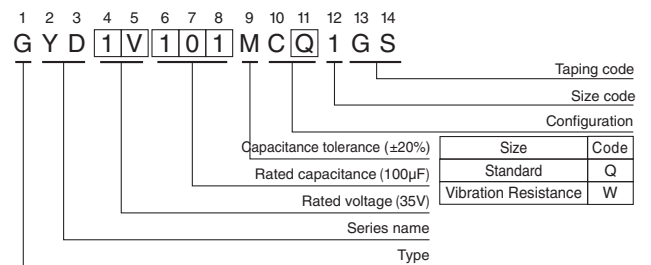 1 2 3 4 5 6 7 8 9 10 11 12 13 14
G Y D 1 V 1 0 1 M C Q 1 G S
Taping code
Size code
Configuration
Capacitance tolerance (±20%)
Rated capacitance (100μF)
Rated voltage (35V)
Series name
Type
Size Code
Standard Q
Vibration Resistance W